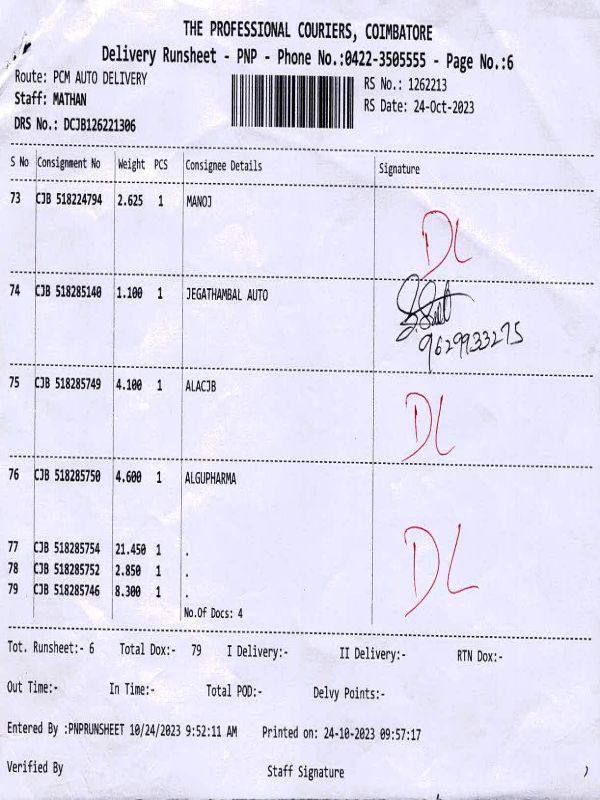 THE PROFESSIONAL COURIERS, COIMBATORE
Delivery Runsheet - PNP - Phone No.:0422-3505555 - Page No.:6
Route: PCM AUTO DELIVERY
RS No.: 1262213
Staff: MATHAN
RS Date: 24-Oct-2023
DRS No.: DCJB126221306
S No Consignment No Weight PCS Consignee Details Signature
73 CJB 518224794 2.625 1 MANOJ
DL
74 CJB 518285140 1.100 1 JEGATHAMBAL AUTO
9629933275
75 CJB 518285749 4.100 1 ALACJB
DL
76 CJB 518285750 4.600 1 ALGUPHARMA
77 CJB 518285754 21.450 1 .
78 CJB 518285752 2.850 1 .
DL
79 CJB 518285746 8.300 1 .
No.Of Docs: 4
Tot. Runsheet:- 6 Total Dox:- 79 I Delivery:- II Delivery:- RTN Dox:-
Out Time:- In Time:- Total POD:- Delvy Points:-
Entered By :PNPRUNSHEET 10/24/2023 9:52:11 AM Printed on: 24-10-2023 09:57:17
Verified By Staff Signature )